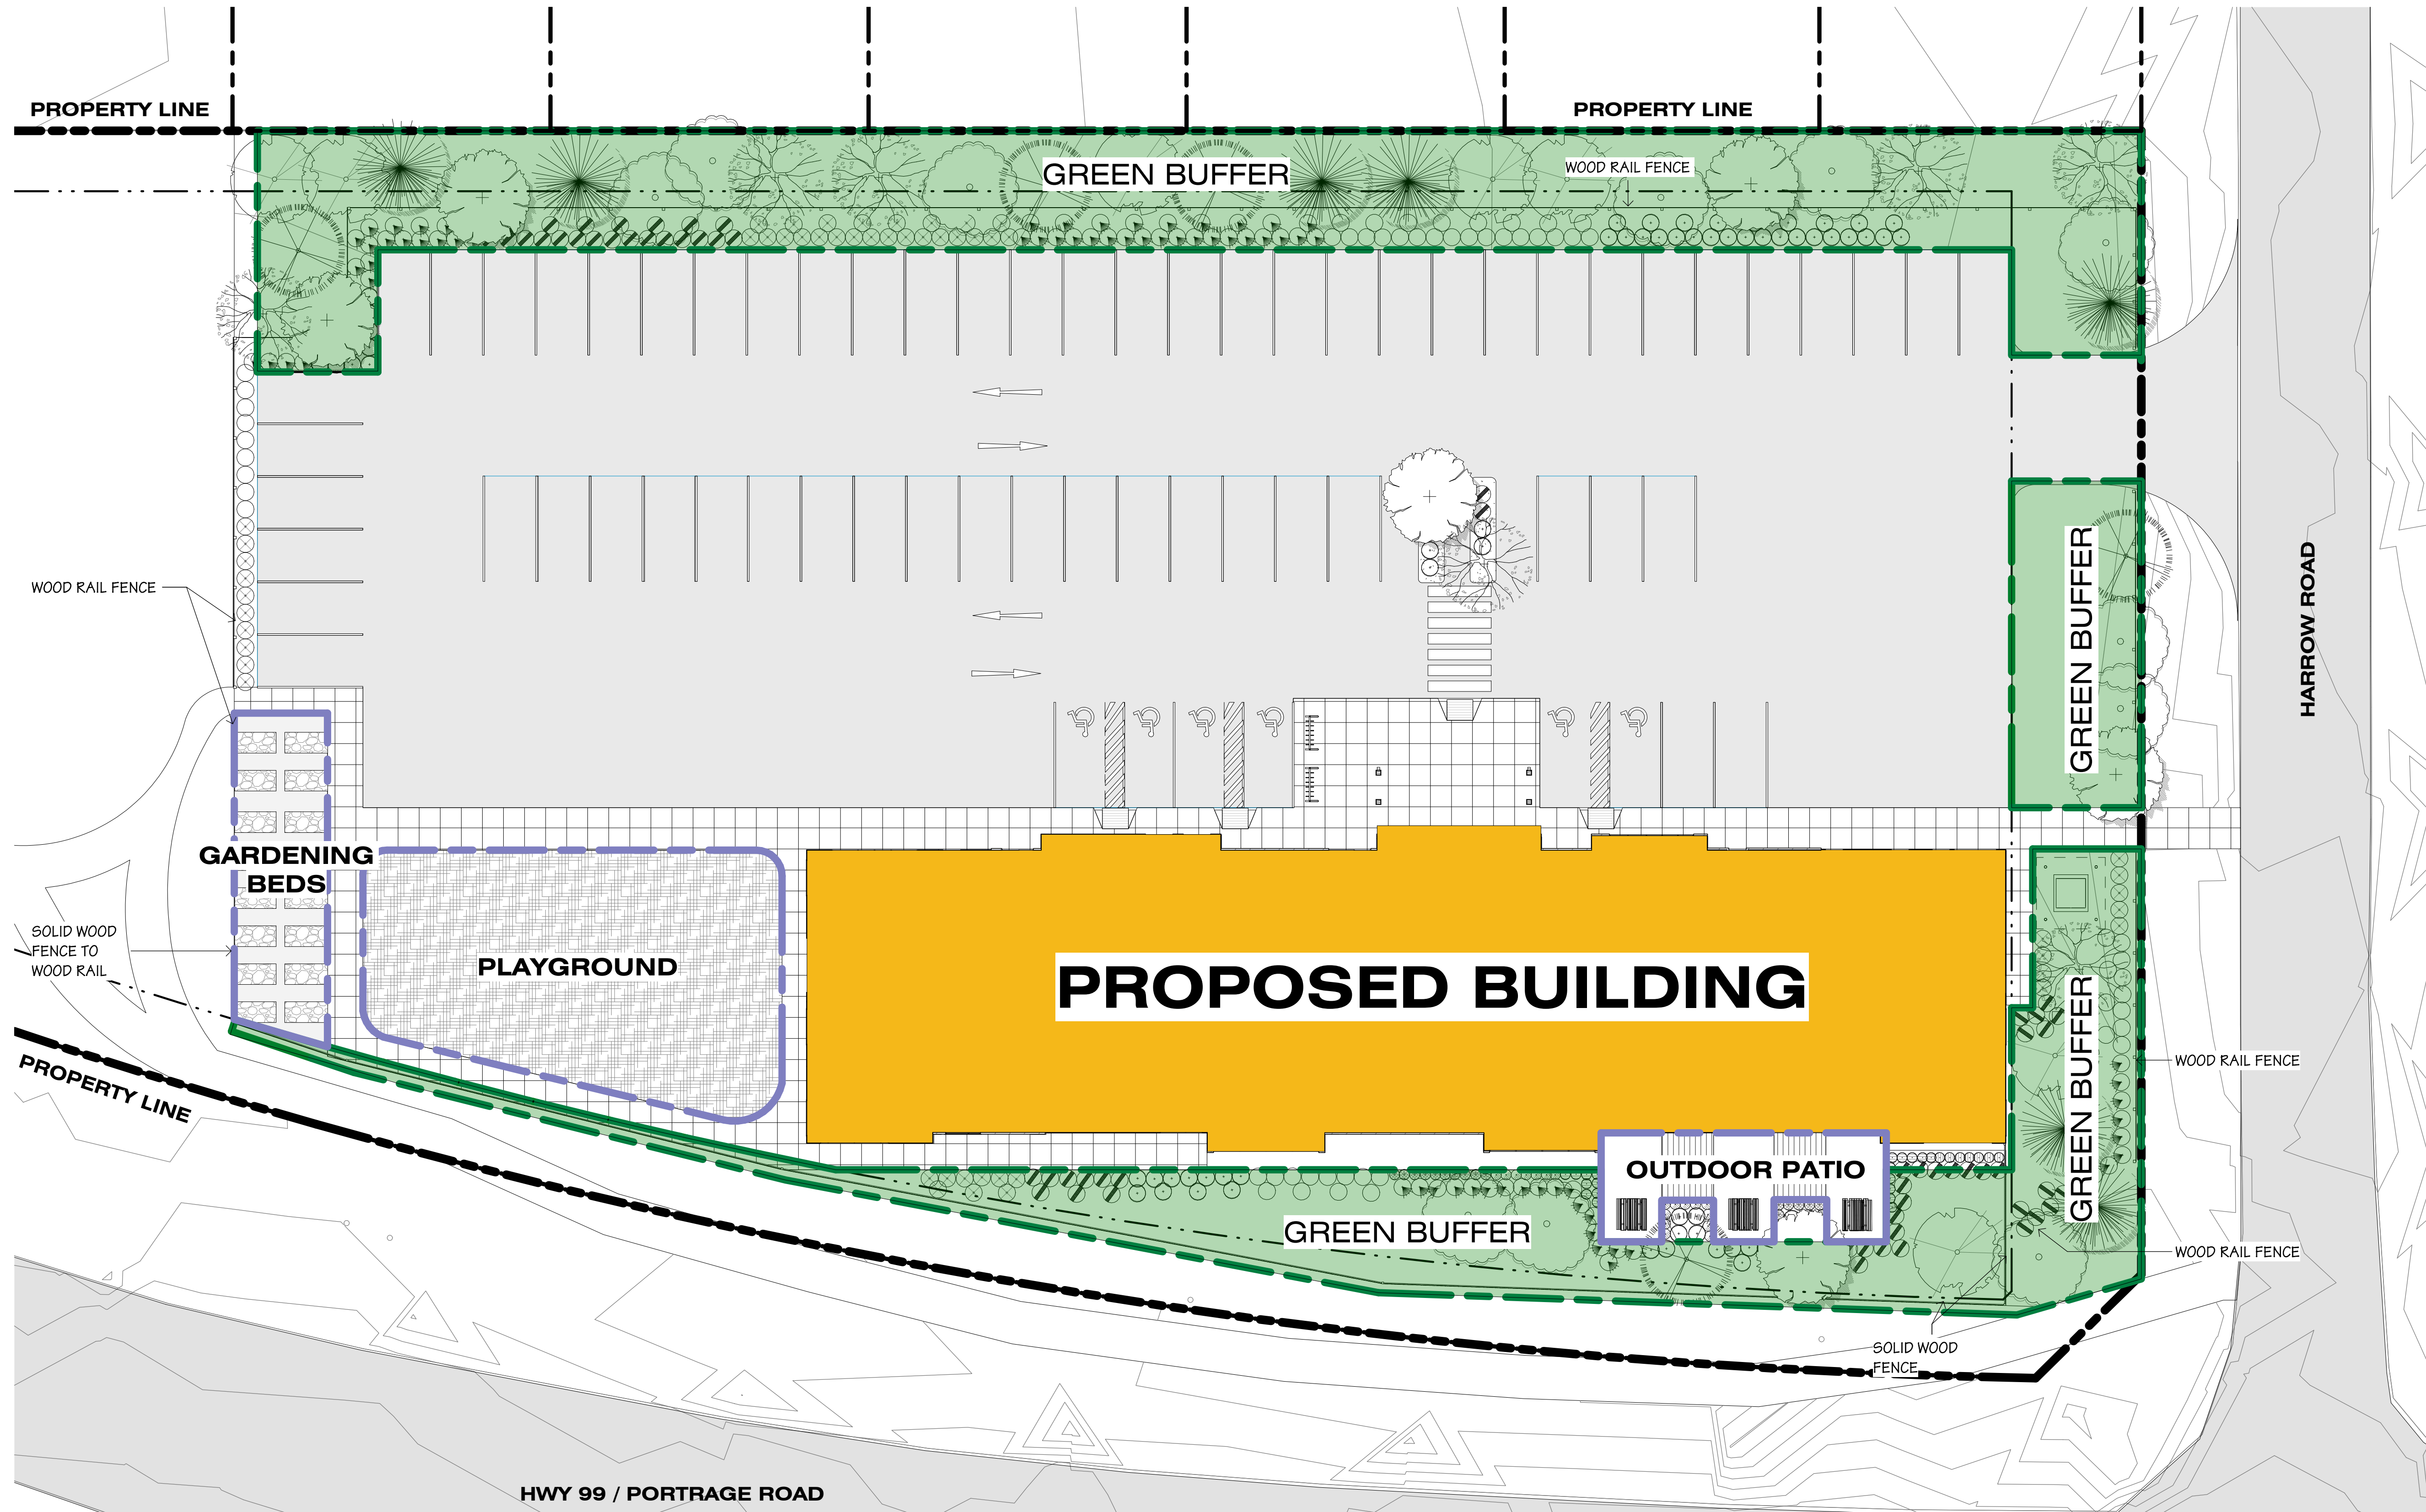 PROPERTY LINE
PROPERTY LINE
GREEN BUFFER
WOOD RAIL FENCE
WOOD RAIL FENCE
GREEN BUFFER
HARROW ROAD
GARDENING
BEDS
PLAYGROUND
SOLID WOOD
FENCE TO
WOOD RAIL
PROPOSED BUILDING
GREEN BUFFER
WOOD RAIL FENCE
PROPERTY LINE
OUTDOOR PATIO
GREEN BUFFER
WOOD RAIL FENCE
SOLID WOOD
FENCE
HWY 99 / PORTRAGE ROAD